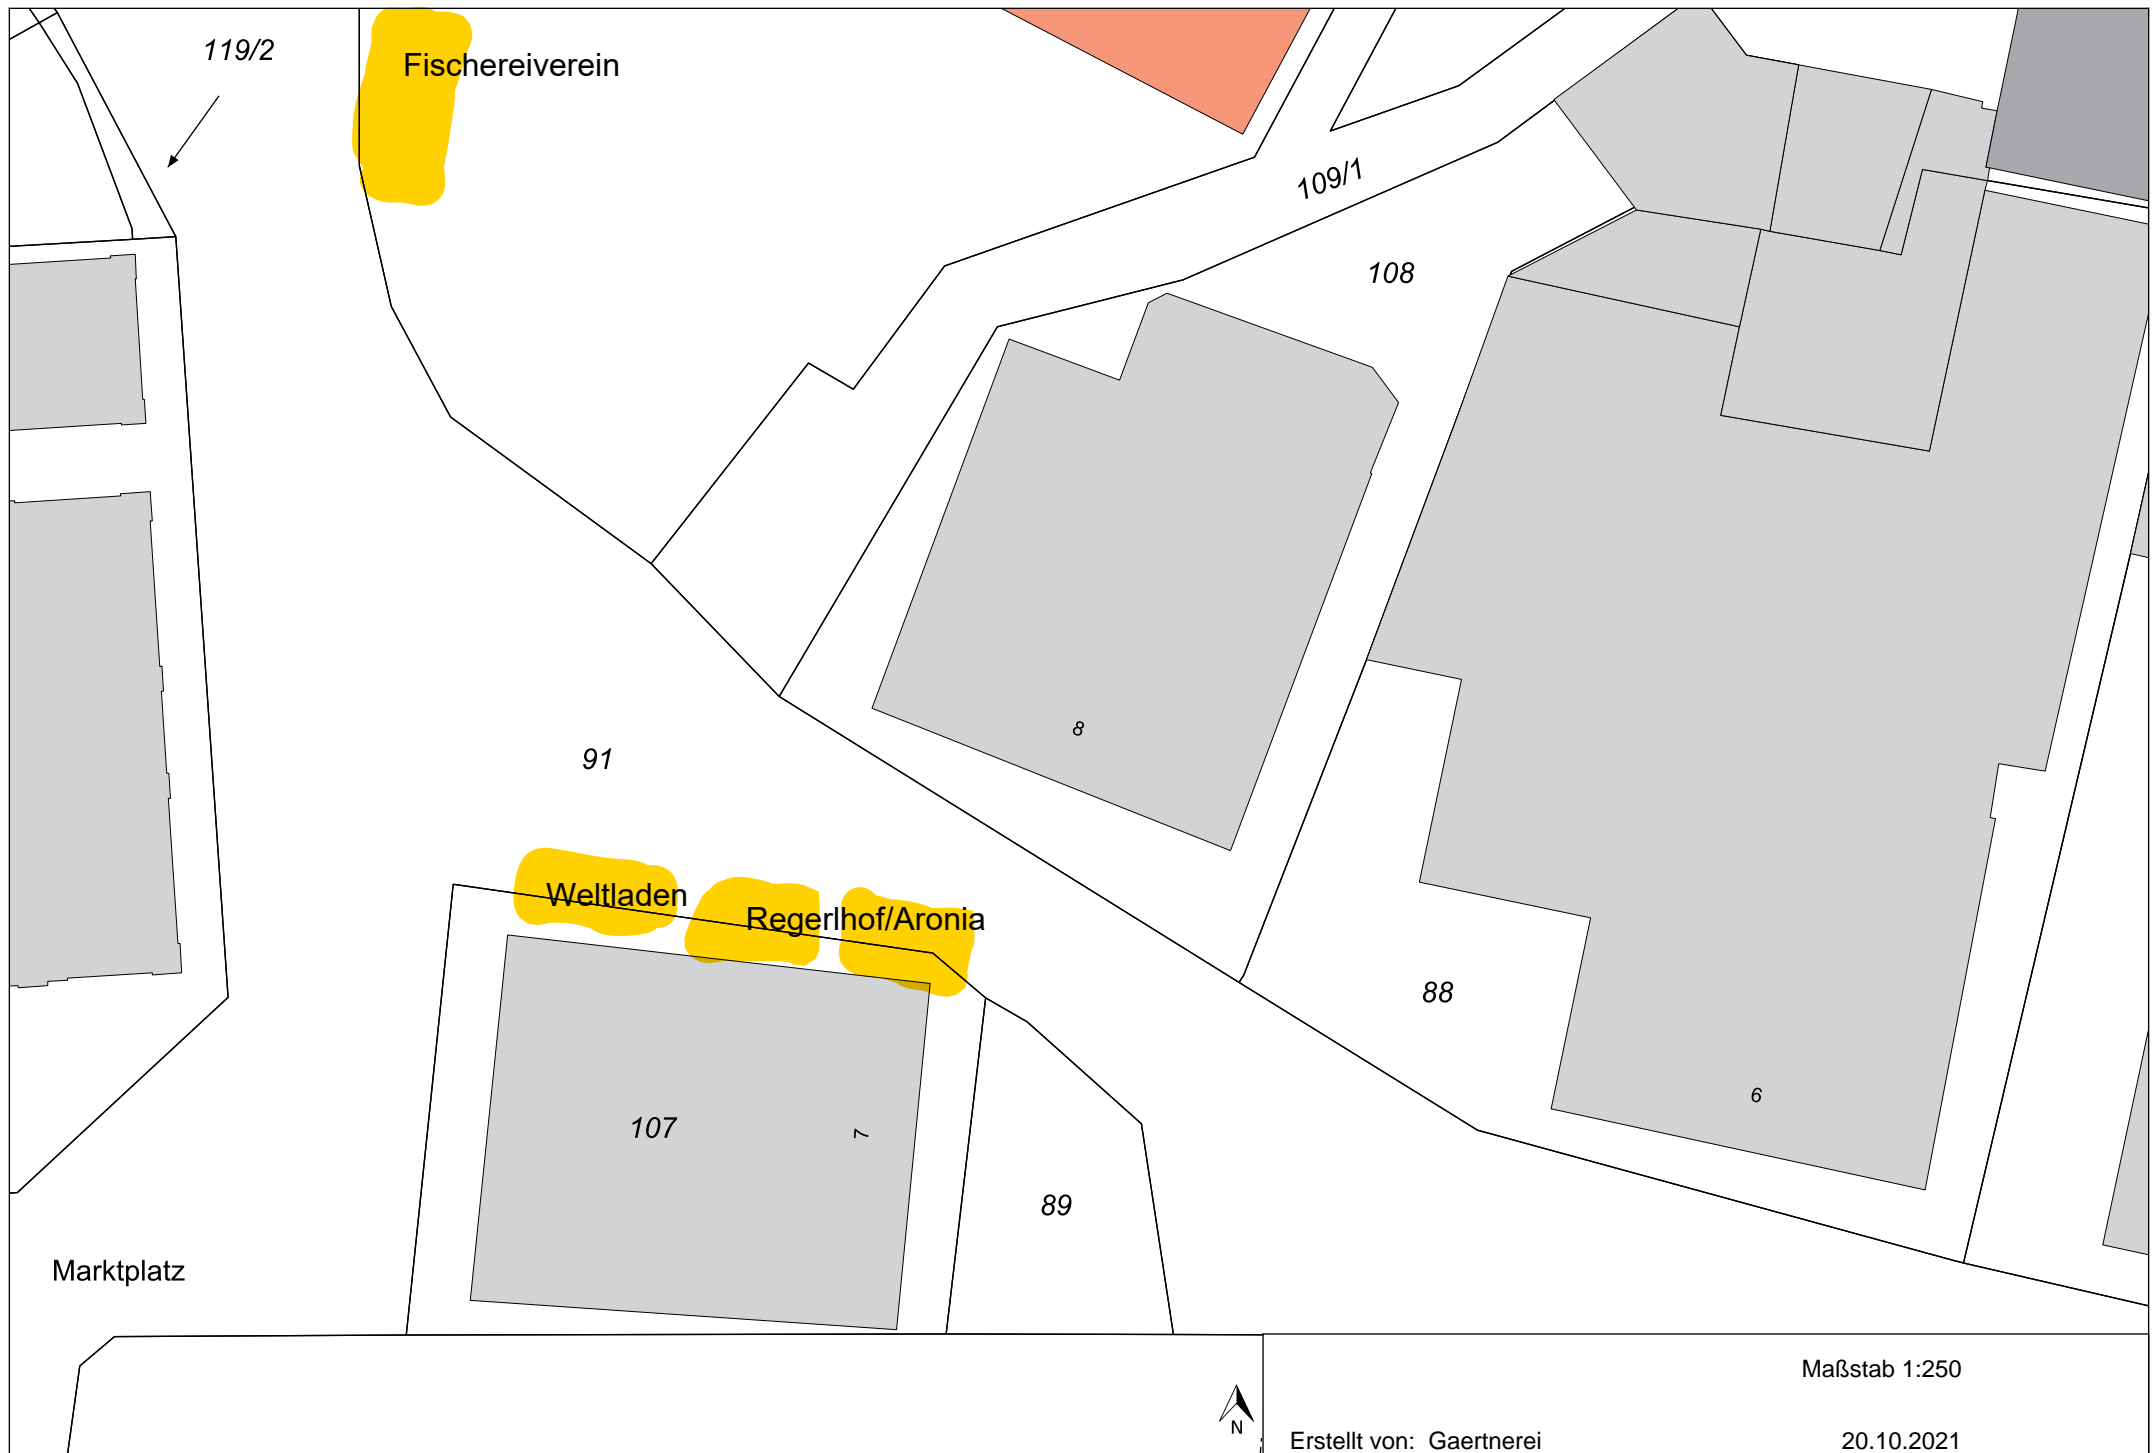 119/2
Fischereiverein
109/1
108
8
91
Weltladen
Regerlhof/Aronia
88
6
107
7
89
Marktplatz
Maßstab 1:250
N
Erstellt von: Gaertnerei
20.10.2021